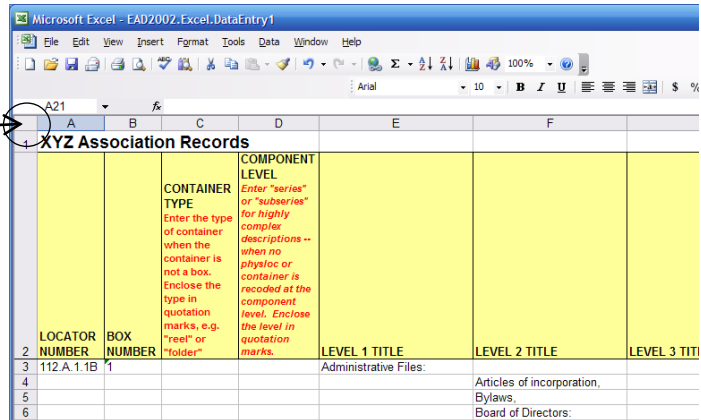 Microsoft Excel - EAD2002.Excel.DataEntry1
File Edit View Insert Format Tools Data Window Help
100%
Arial 10 B I U $ %
A21 fx
A B C D E F
1 XYZ Association Records
COMPONENT
LEVEL
Enter "series"
or "subseries"
for highly
complex
descriptions --
when no
physloc or
container is
recoded at the
component
level. Enclose
the level in
quotation
marks.
CONTAINER
TYPE
Enter the type
of container
when the
container is
not a box.
Enclose the
type in
quotation
marks, e.g.
"reel" or
"folder"
LOCATOR
NUMBER
BOX
NUMBER
2 LEVEL 1 TITLE LEVEL 2 TITLE LEVEL 3 TIT
3 112.A.1.1B 1 Administrative Files:
4 Articles of incorporation,
5 Bylaws,
6 Board of Directors: